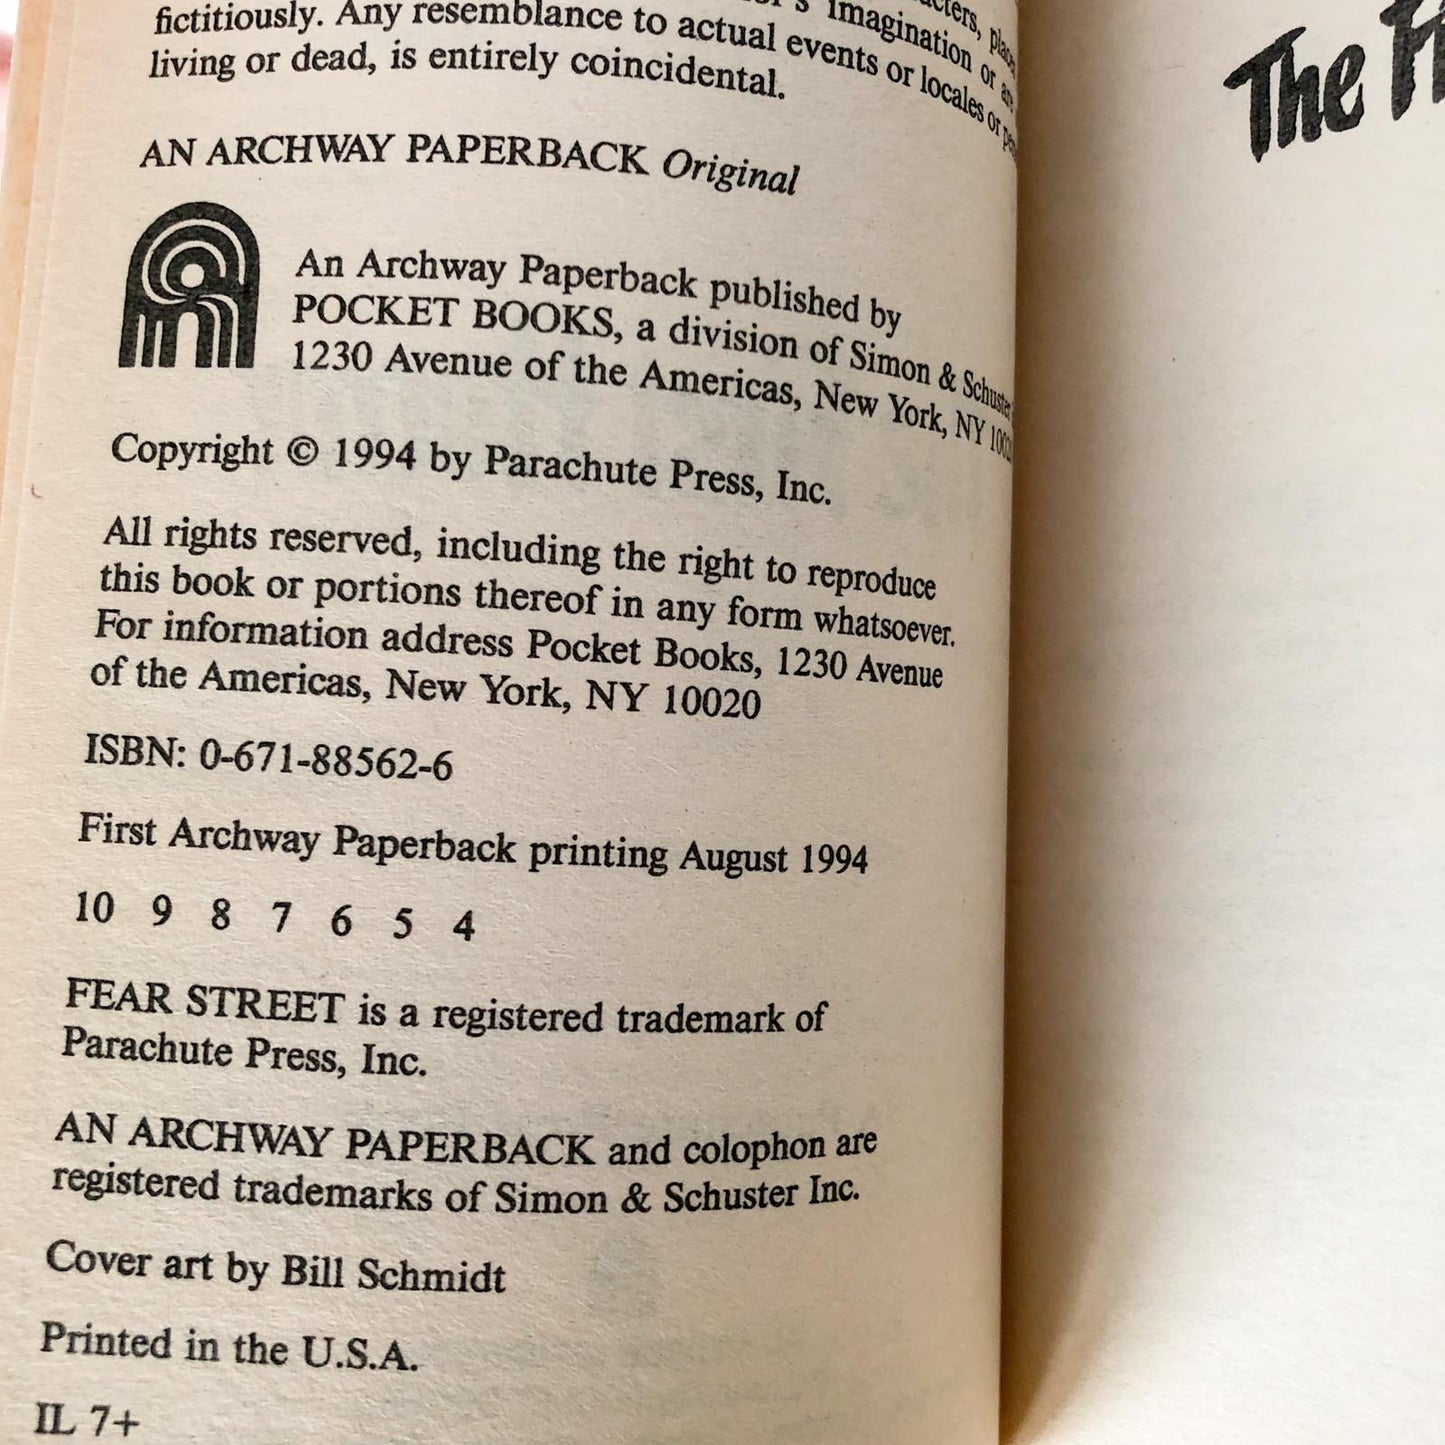 imagination or are
fictitiously. Any resemblance to actual events or locales or
living or dead, is entirely coincidental.
AN ARCHWAY PAPERBACK Original
An Archway Paperback published by
POCKET BOOKS, a division of Simon & Schuster
1230 Avenue of the Americas, New York, NY
Copyright © 1994 by Parachute Press, Inc.
All rights reserved, including the right to reproduce
this book or portions thereof in any form whatsoever.
For information address Pocket Books, 1230 Avenue
of the Americas, New York, NY 10020
ISBN: 0-671-88562-6
First Archway Paperback printing August 1994
10 9 8 7 6 5 4
FEAR STREET is a registered trademark of
Parachute Press, Inc.
AN ARCHWAY PAPERBACK and colophon are
registered trademarks of Simon & Schuster Inc.
Cover art by Bill Schmidt
Printed in the U.S.A.
IL 7+
The